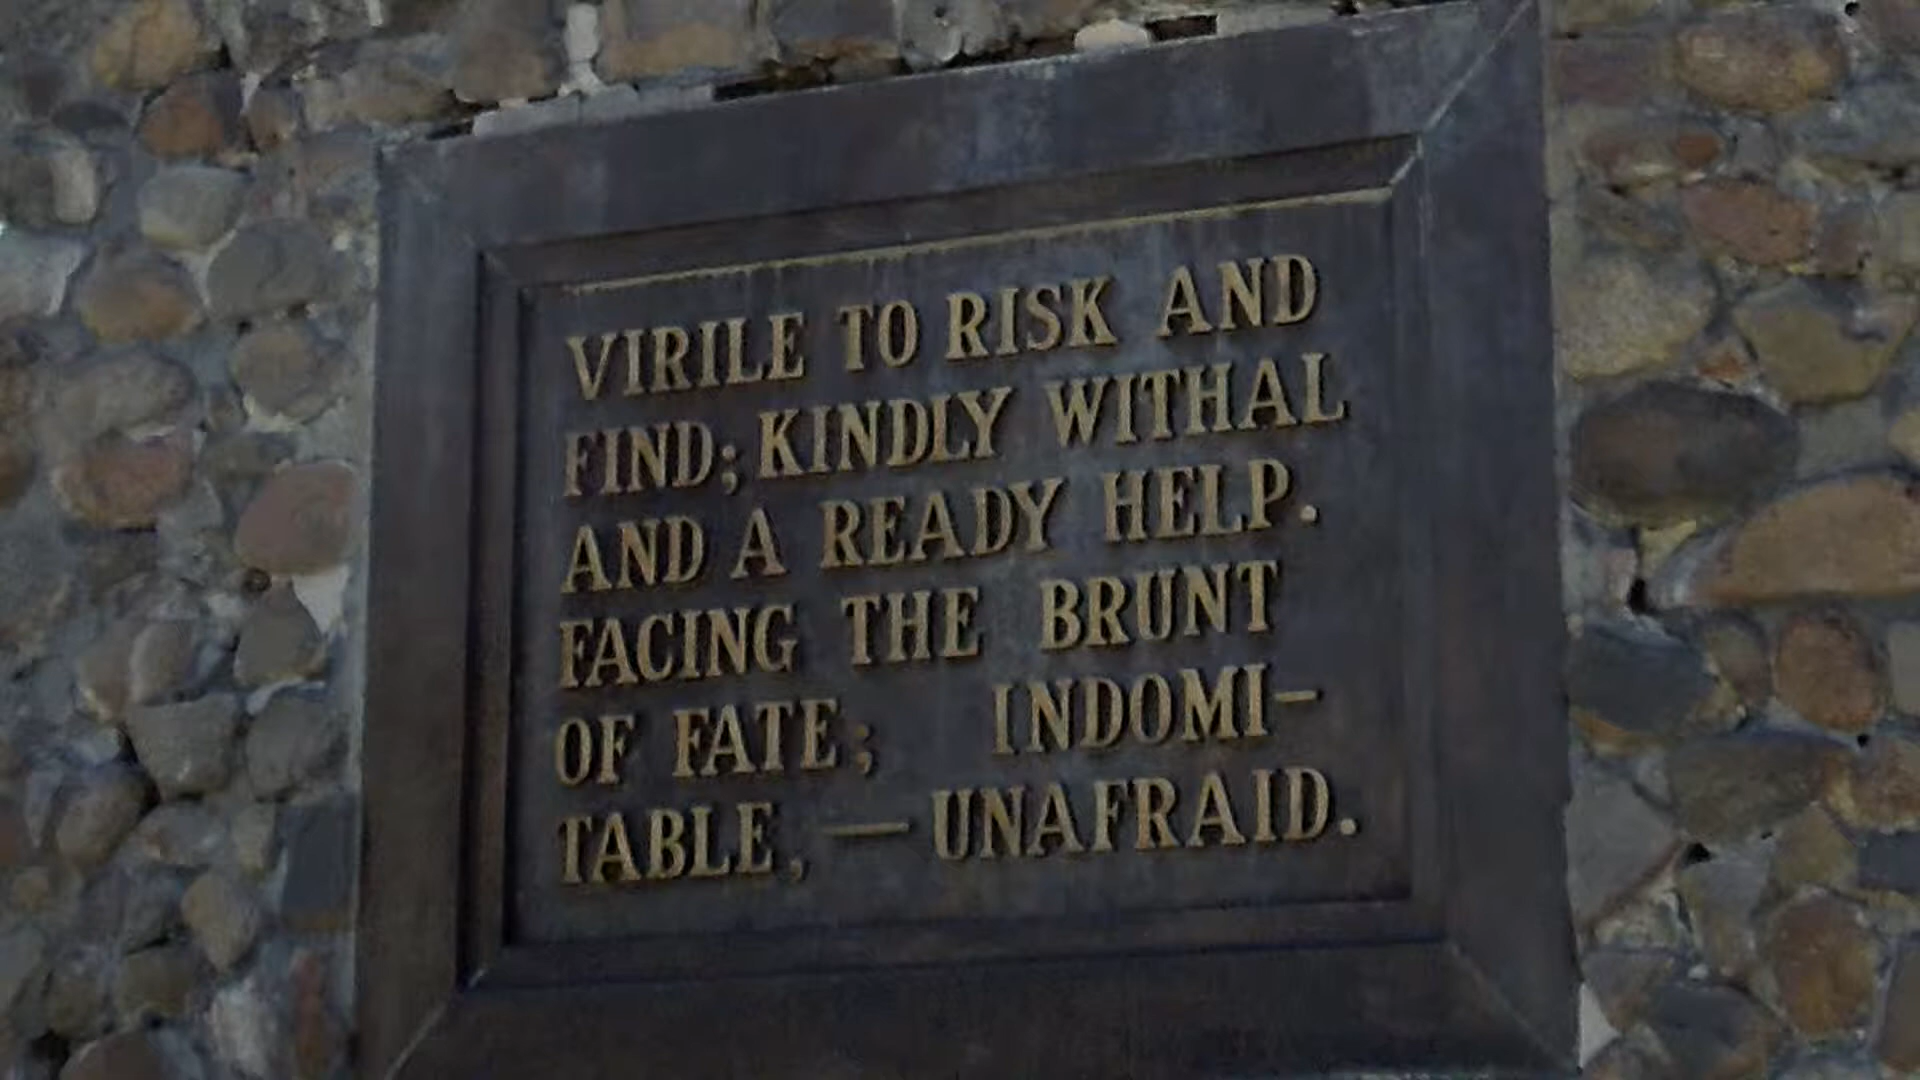 VIRILE TO RISK AND
FIND; KINDLY WITHAL
AND A READY HELP.
FACING THE BRUNT
OF FATE; INDOMI-
TABLE, — UNAFRAID.